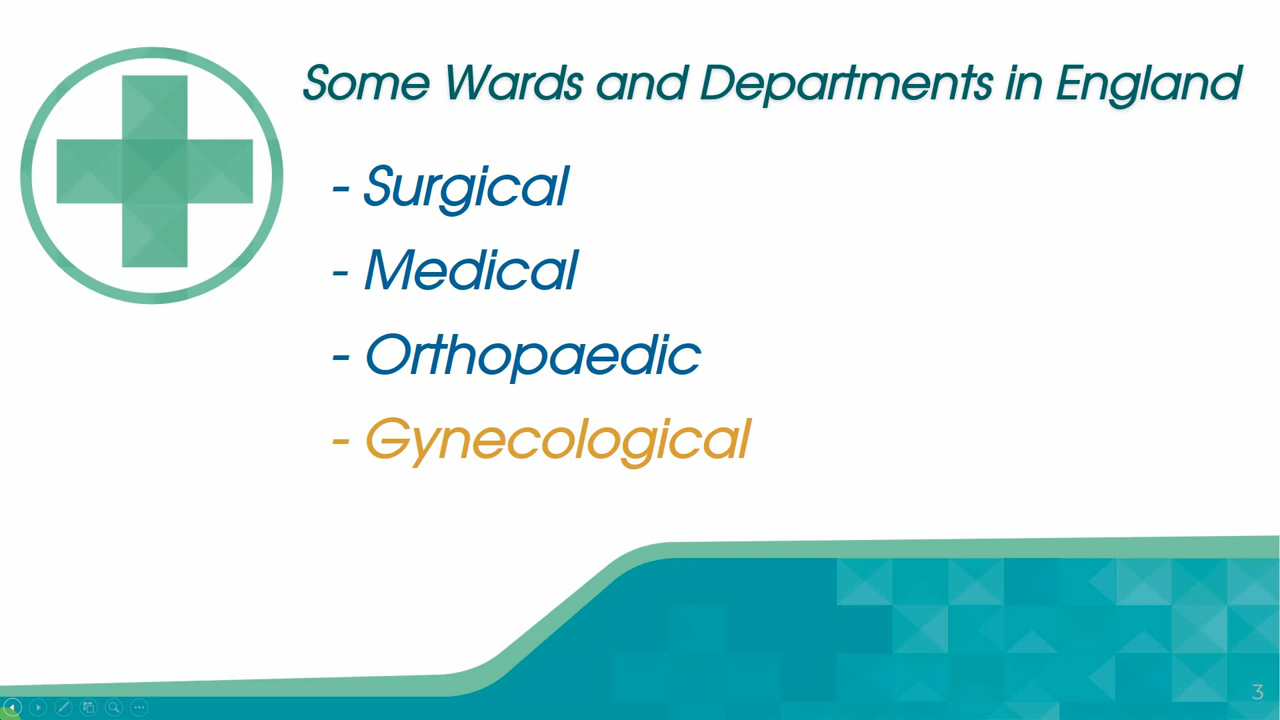 Some Wards and Departments in England
- Surgical
- Medical
- Orthopaedic
- Gynecological
3